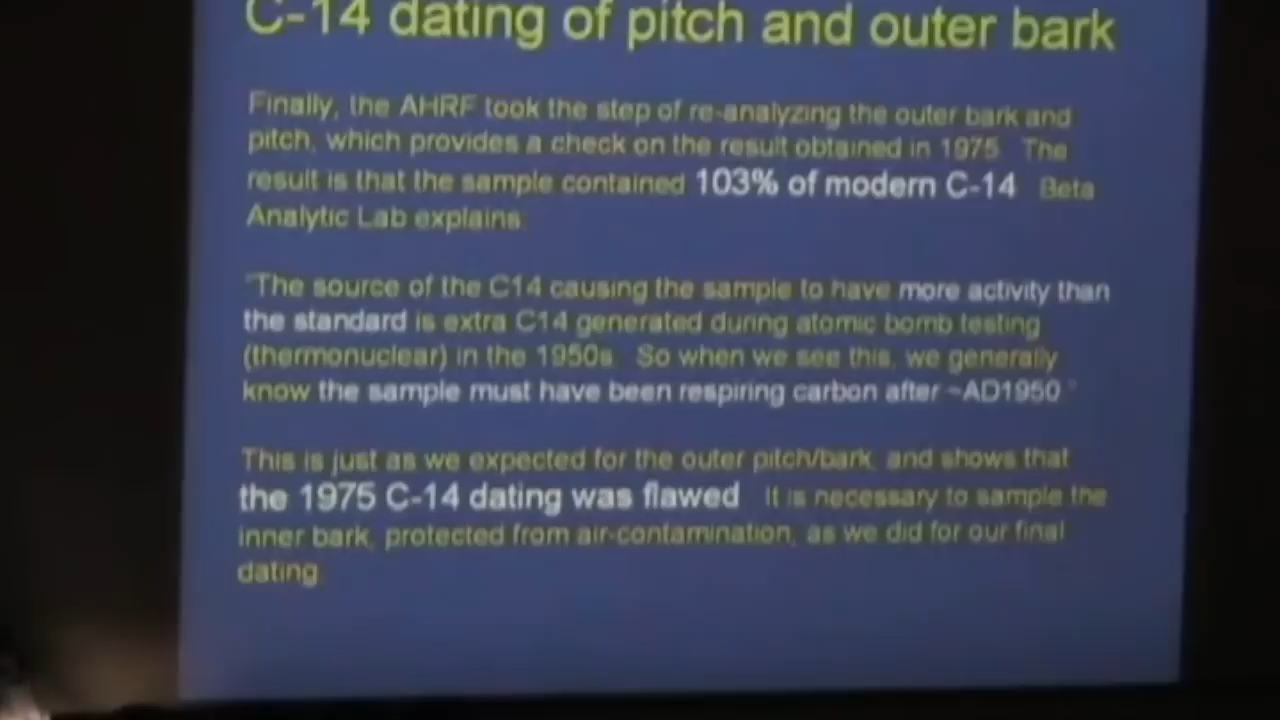 C-14 dating of pitch and outer bark
Finally, the AHRF took the step of re-analyzing the outer bark and
pitch, which provides a check on the result obtained in 1975. The
result is that the sample contained 103% of modern C-14 Beta
Analytic Lab explains:
"The source of the C14 causing the sample to have more activity than
the standard is extra C14 generated during atomic bomb testing
(thermonuclear) in the 1950s. So when we see this, we generally
know the sample must have been respiring carbon after ~AD1950."
This is just as we expected for the outer pitch/bark, and shows that
the 1975 C-14 dating was flawed It is necessary to sample the
inner bark, protected from air-contamination, as we did for our final
dating.